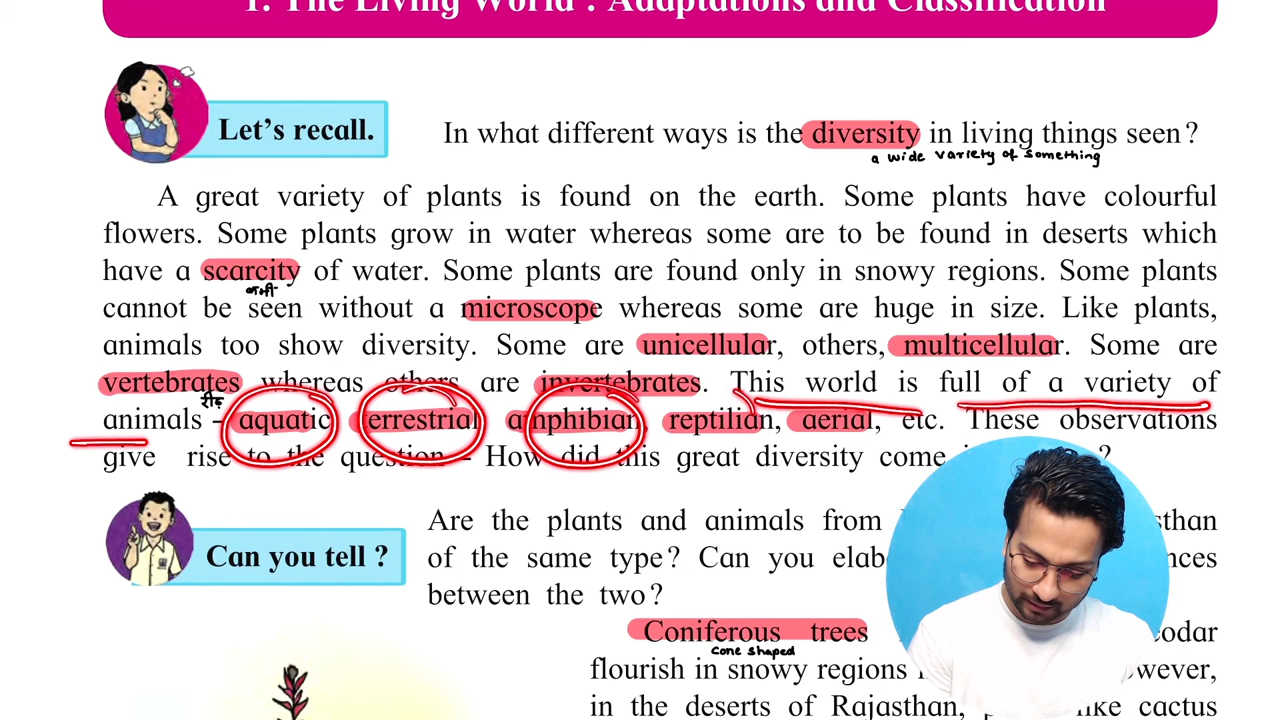 1. The Living World : Adaptations and Classification
Let's recall.
In what different ways is the diversity in living things seen?
a wide variety of something
A great variety of plants is found on the earth. Some plants have colourful
flowers. Some plants grow in water whereas some are to be found in deserts which
have a scarcity of water. Some plants are found only in snowy regions. Some plants
कमी
cannot be seen without a microscope whereas some are huge in size. Like plants,
animals too show diversity. Some are unicellular, others, multicellular. Some are
vertebrates whereas others are invertebrates. This world is full of a variety of
रीढ़
animals - aquatic terrestrial amphibian, reptilian, aerial, etc. These observations
give rise to the question - How did this great diversity come ?
Can you tell ?
Are the plants and animals from sthan
of the same type? Can you elab nces
between the two?
Coniferous trees odar
cone shaped
flourish in snowy regions wever,
in the deserts of Rajasthan, like cactus